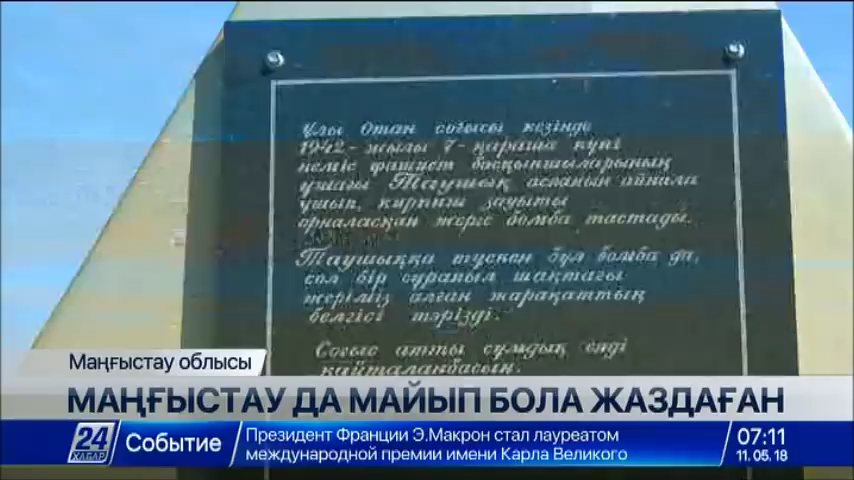 Ұлы Отан соғысы кезінде
1942-жылы 7-қараша күні
неміс фашист басқыншыларының
ұшағы Таушық аспанын айнала
ұшып, кирпіш зауыты
орналасқан жерге бомба тастады.
Таушыққа түскен бұл бомба да,
сол бір сұрапыл шақтағы
жеріміз алған жарақаттың
белгісі тәрізді.
Соғыс атты сұмдық енді
қайталанбасын.
Маңғыстау облысы
МАҢҒЫСТАУ ДА МАЙЫП БОЛА ЖАЗДАҒАН
24
ХАБАР
Событие
Президент Франции Э.Макрон стал лауреатом
международной премии имени Карла Великого
07:11
11.05.18